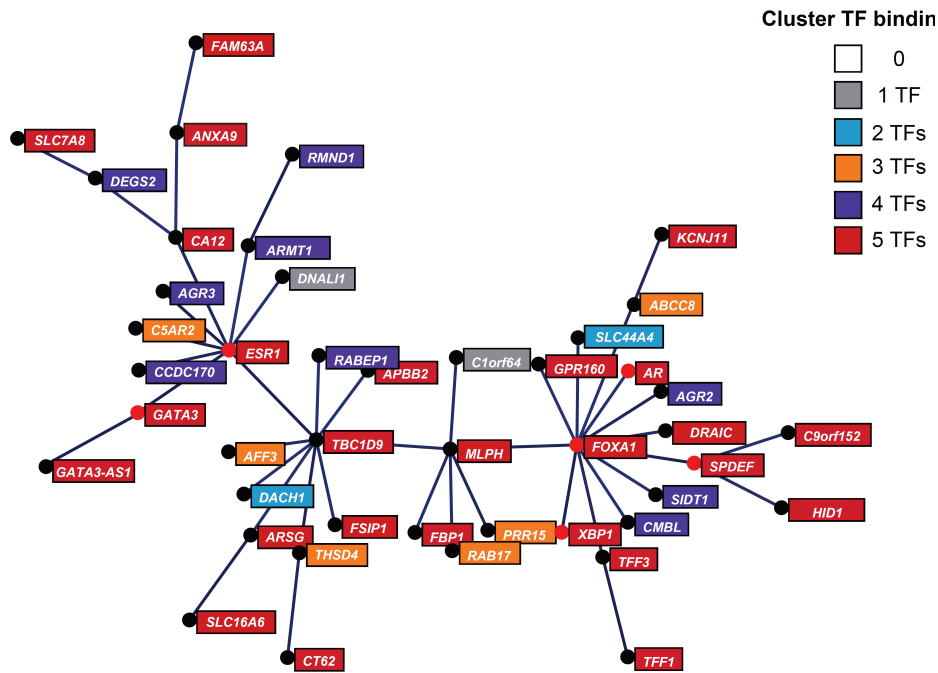 Cluster TF bindin
0
1 TF
2 TFs
3 TFs
4 TFs
5 TFs
FAM63A
SLC7A8
ANXA9
RMND1
DEGS2
CA12
KCNJ11
ARMT1
DNALI1
AGR3
ABCC8
C5AR2
SLC44A4
ESR1
RABEP1
C1orf64
GPR160
CCDC170
APBB2
AR
AGR2
GATA3
DRAIC
C9orf152
TBC1D9
MLPH
FOXA1
AFF3
GATA3-AS1
SPDEF
DACH1
SIDT1
HID1
FSIP1
CMBL
ARSG
FBP1
PRR15
XBP1
THSD4
RAB17
TFF3
SLC16A6
CT62
TFF1